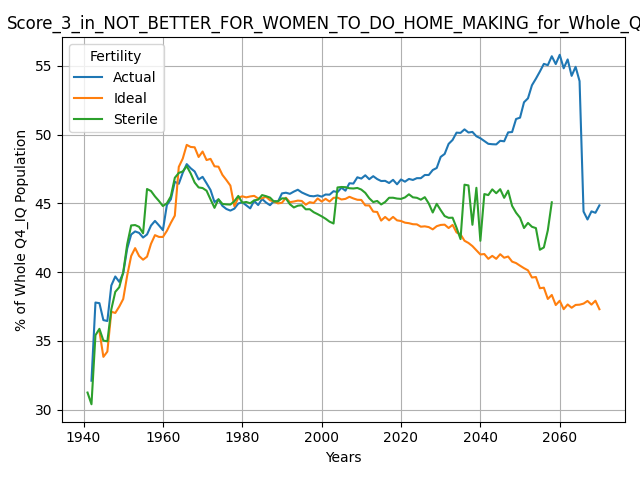 Score_3_in_NOT_BETTER_FOR_WOMEN_TO_DO_HOME_MAKING_for_Whole_Q
Fertility
Actual
Ideal
Sterile
% of Whole Q4_IQ Population
55
50
45
40
35
30
1940 1960 1980 2000 2020 2040 2060
Years